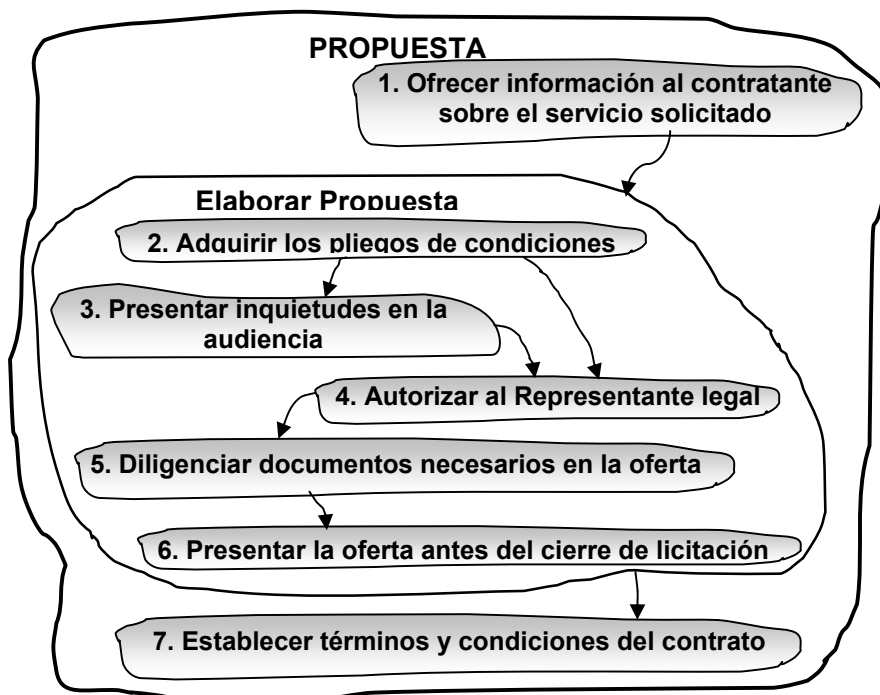 PROPUESTA
1. Ofrecer información al contratante
sobre el servicio solicitado
Elaborar Propuesta
2. Adquirir los pliegos de condiciones
3. Presentar inquietudes en la
audiencia
4. Autorizar al Representante legal
5. Diligenciar documentos necesarios en la oferta
6. Presentar la oferta antes del cierre de licitación
7. Establecer términos y condiciones del contrato